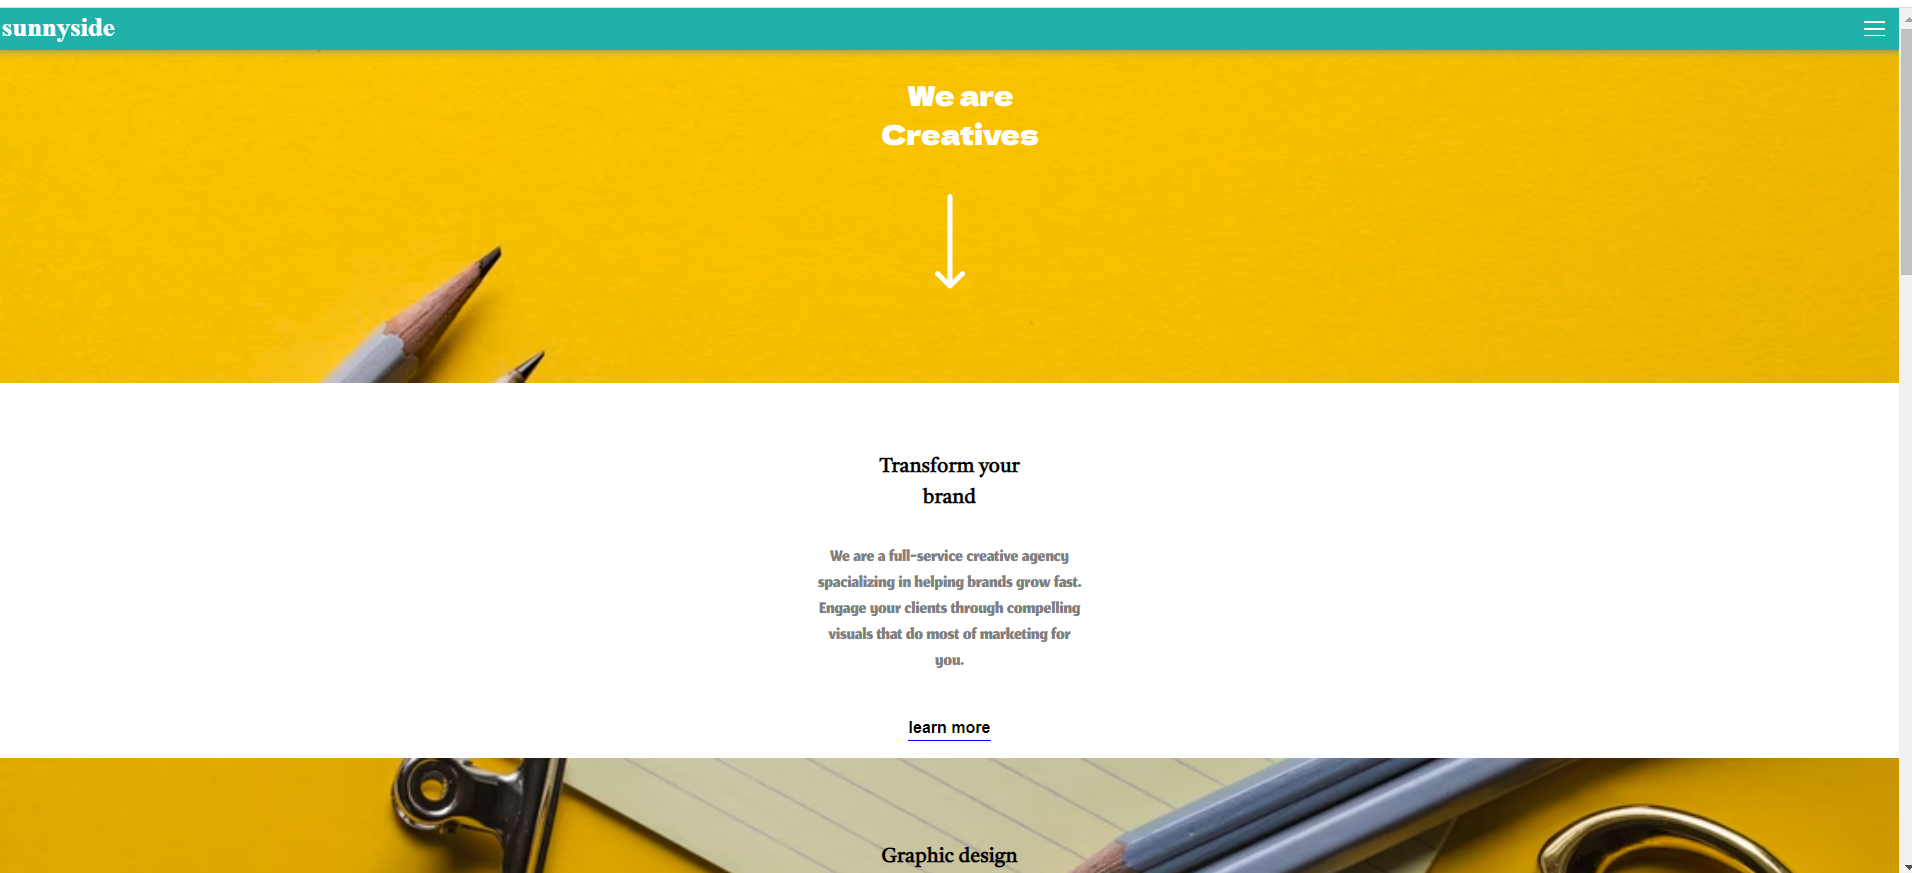 sunnyside
We are
Creatives
Transform your
brand
We are a full-service creative agency
spacializing in helping brands grow fast.
Engage your clients through compelling
visuals that do most of marketing for
you.
learn more
Graphic design